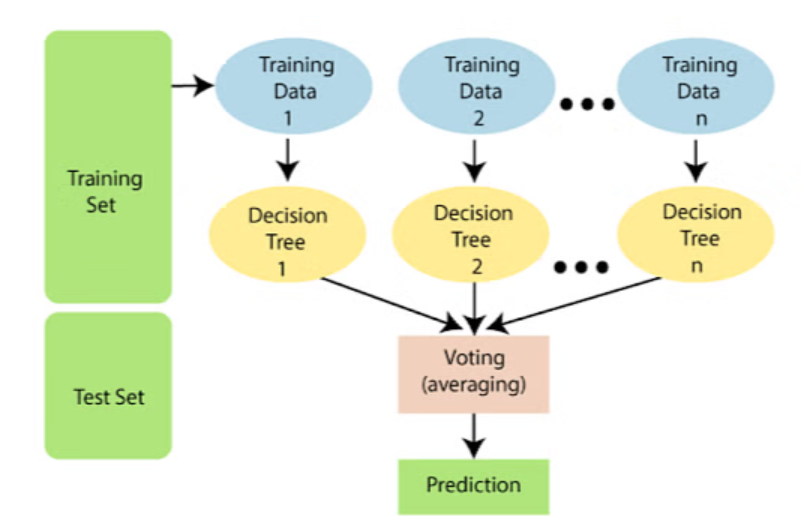 Training
Set
Training
Data
1
Training
Data
2
Training
Data
n
Decision
Tree
1
Decision
Tree
2
Decision
Tree
n
Voting
(averaging)
Test Set
Prediction